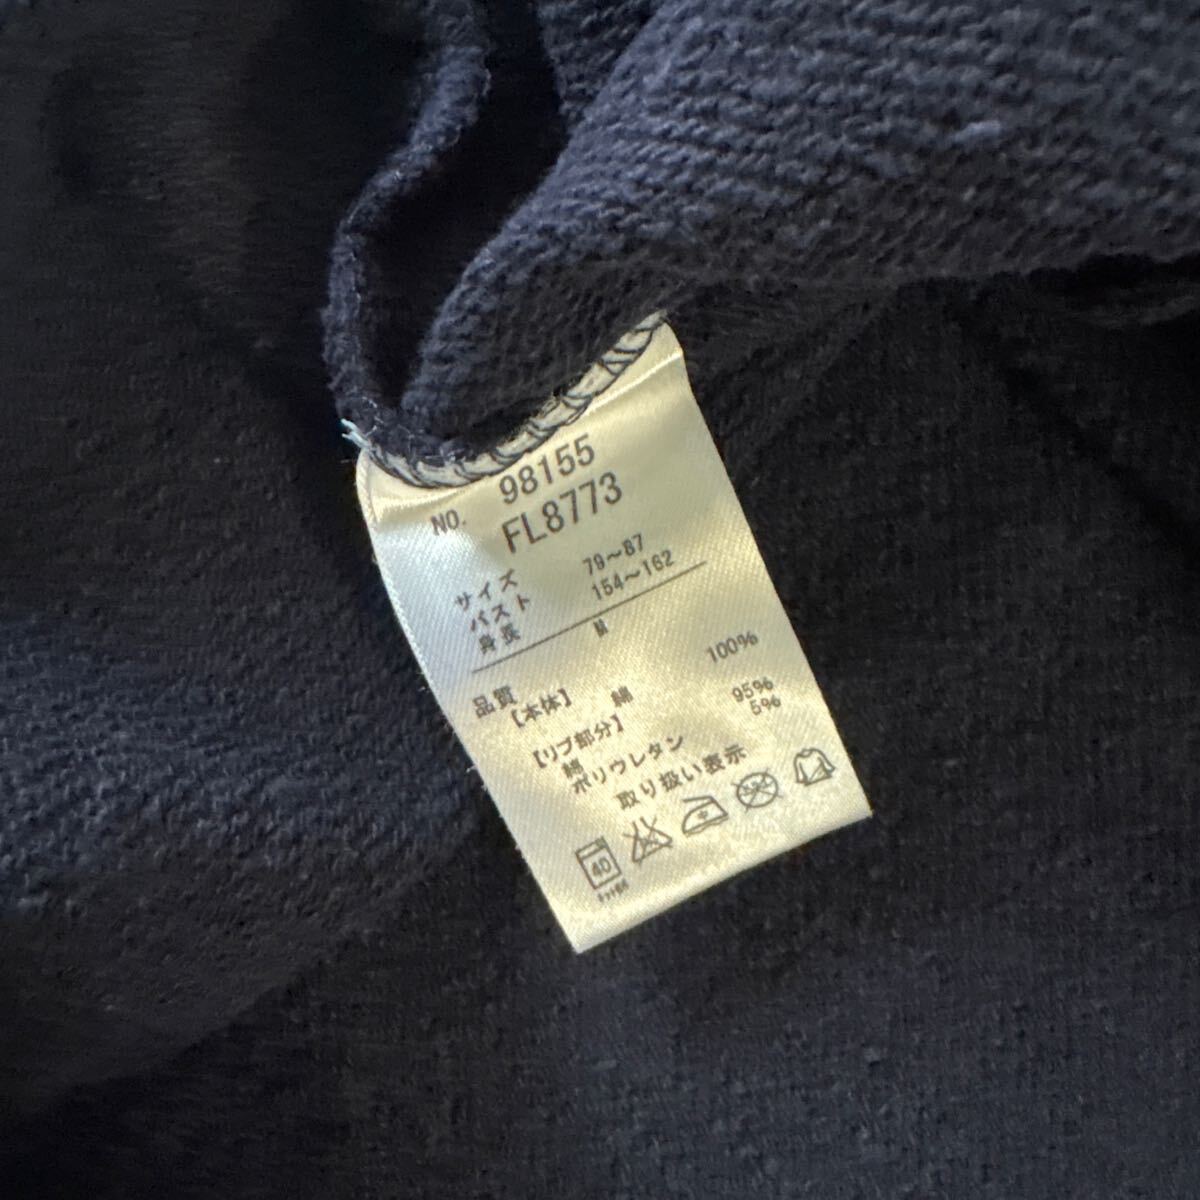 NO. 98155
FL8773
サイズ
バスト 79～87
身長 154～162
M
品質
【本体】 綿 100%
【リブ部分】
綿 95%
ポリウレタン 5%
取り扱い表示
40